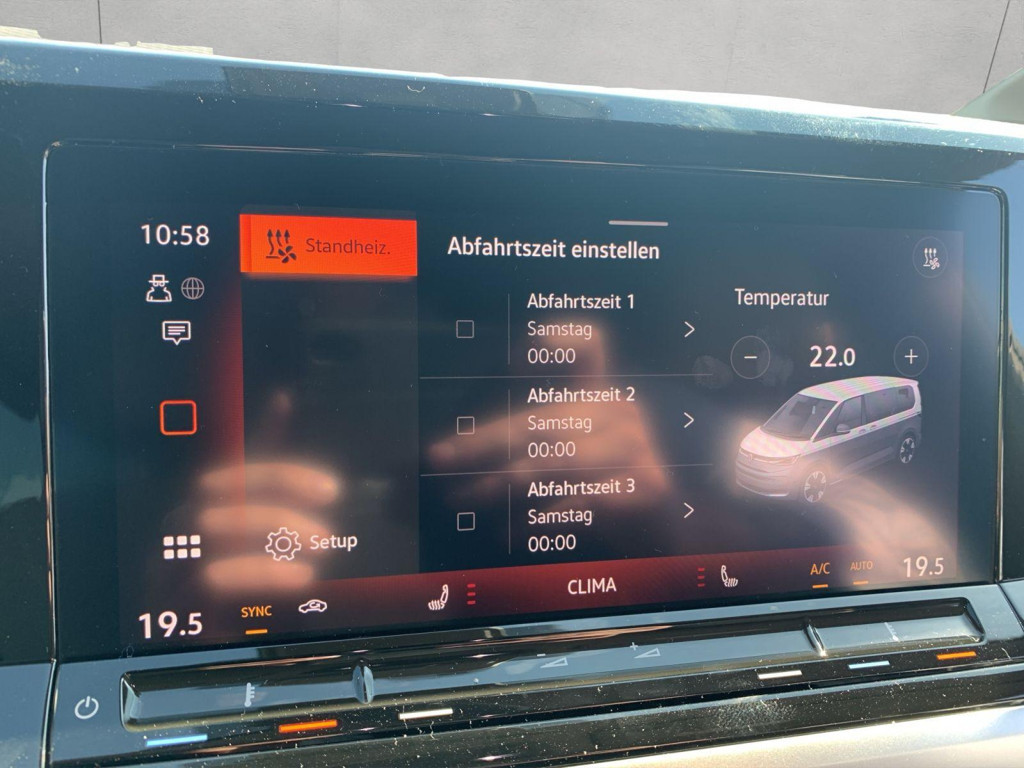 10:58
Standheiz.
Abfahrtszeit einstellen
Abfahrtszeit 1
Samstag
00:00
Temperatur
22.0
Abfahrtszeit 2
Samstag
00:00
Abfahrtszeit 3
Samstag
00:00
Setup
19.5
SYNC
CLIMA
A/C
AUTO
19.5